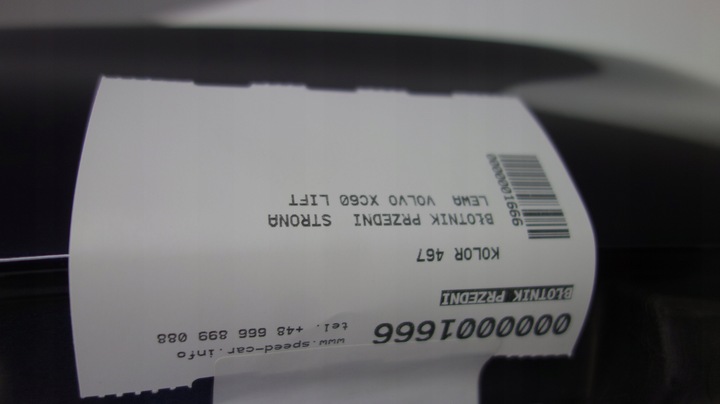 0000001666
www.speed-car.info
tel. +48 666 899 088
BŁOTNIK PRZEDNI
KOLOR 467
BŁOTNIK PRZEDNI STRONA
LEWA VOLVO XC60 LIFT
0000001666